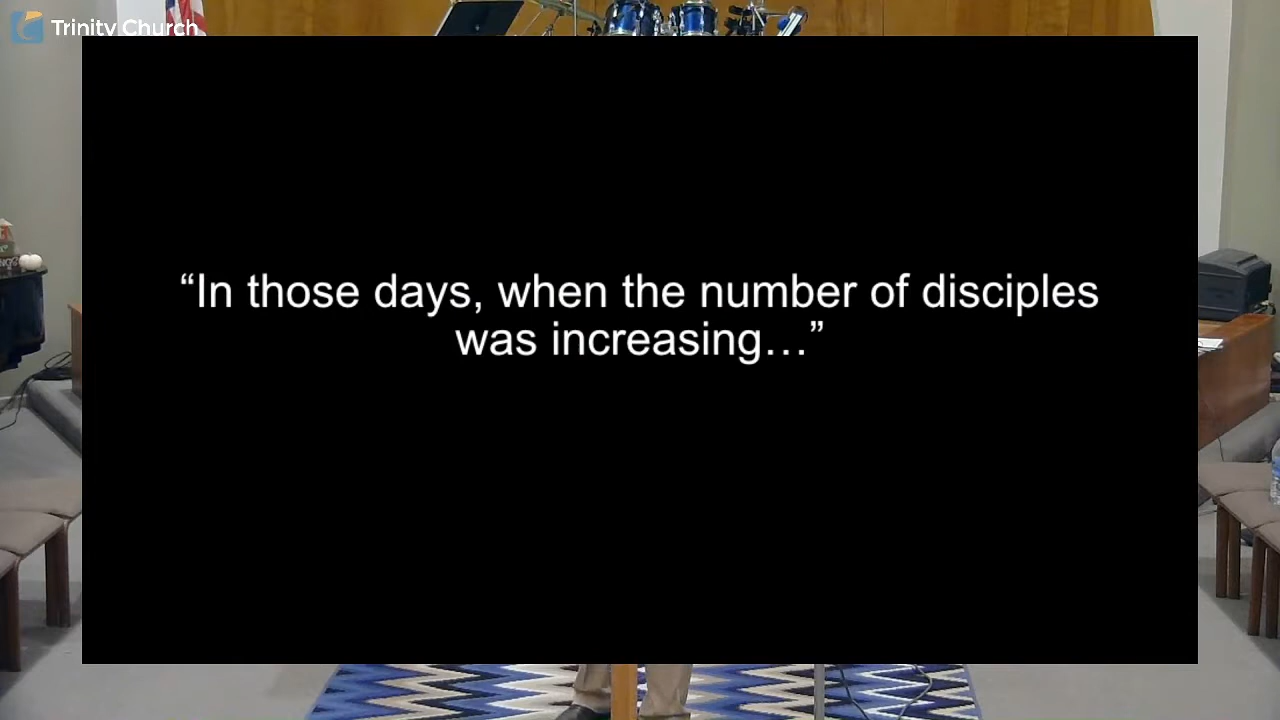 Trinity Church
“In those days, when the number of disciples
was increasing…”